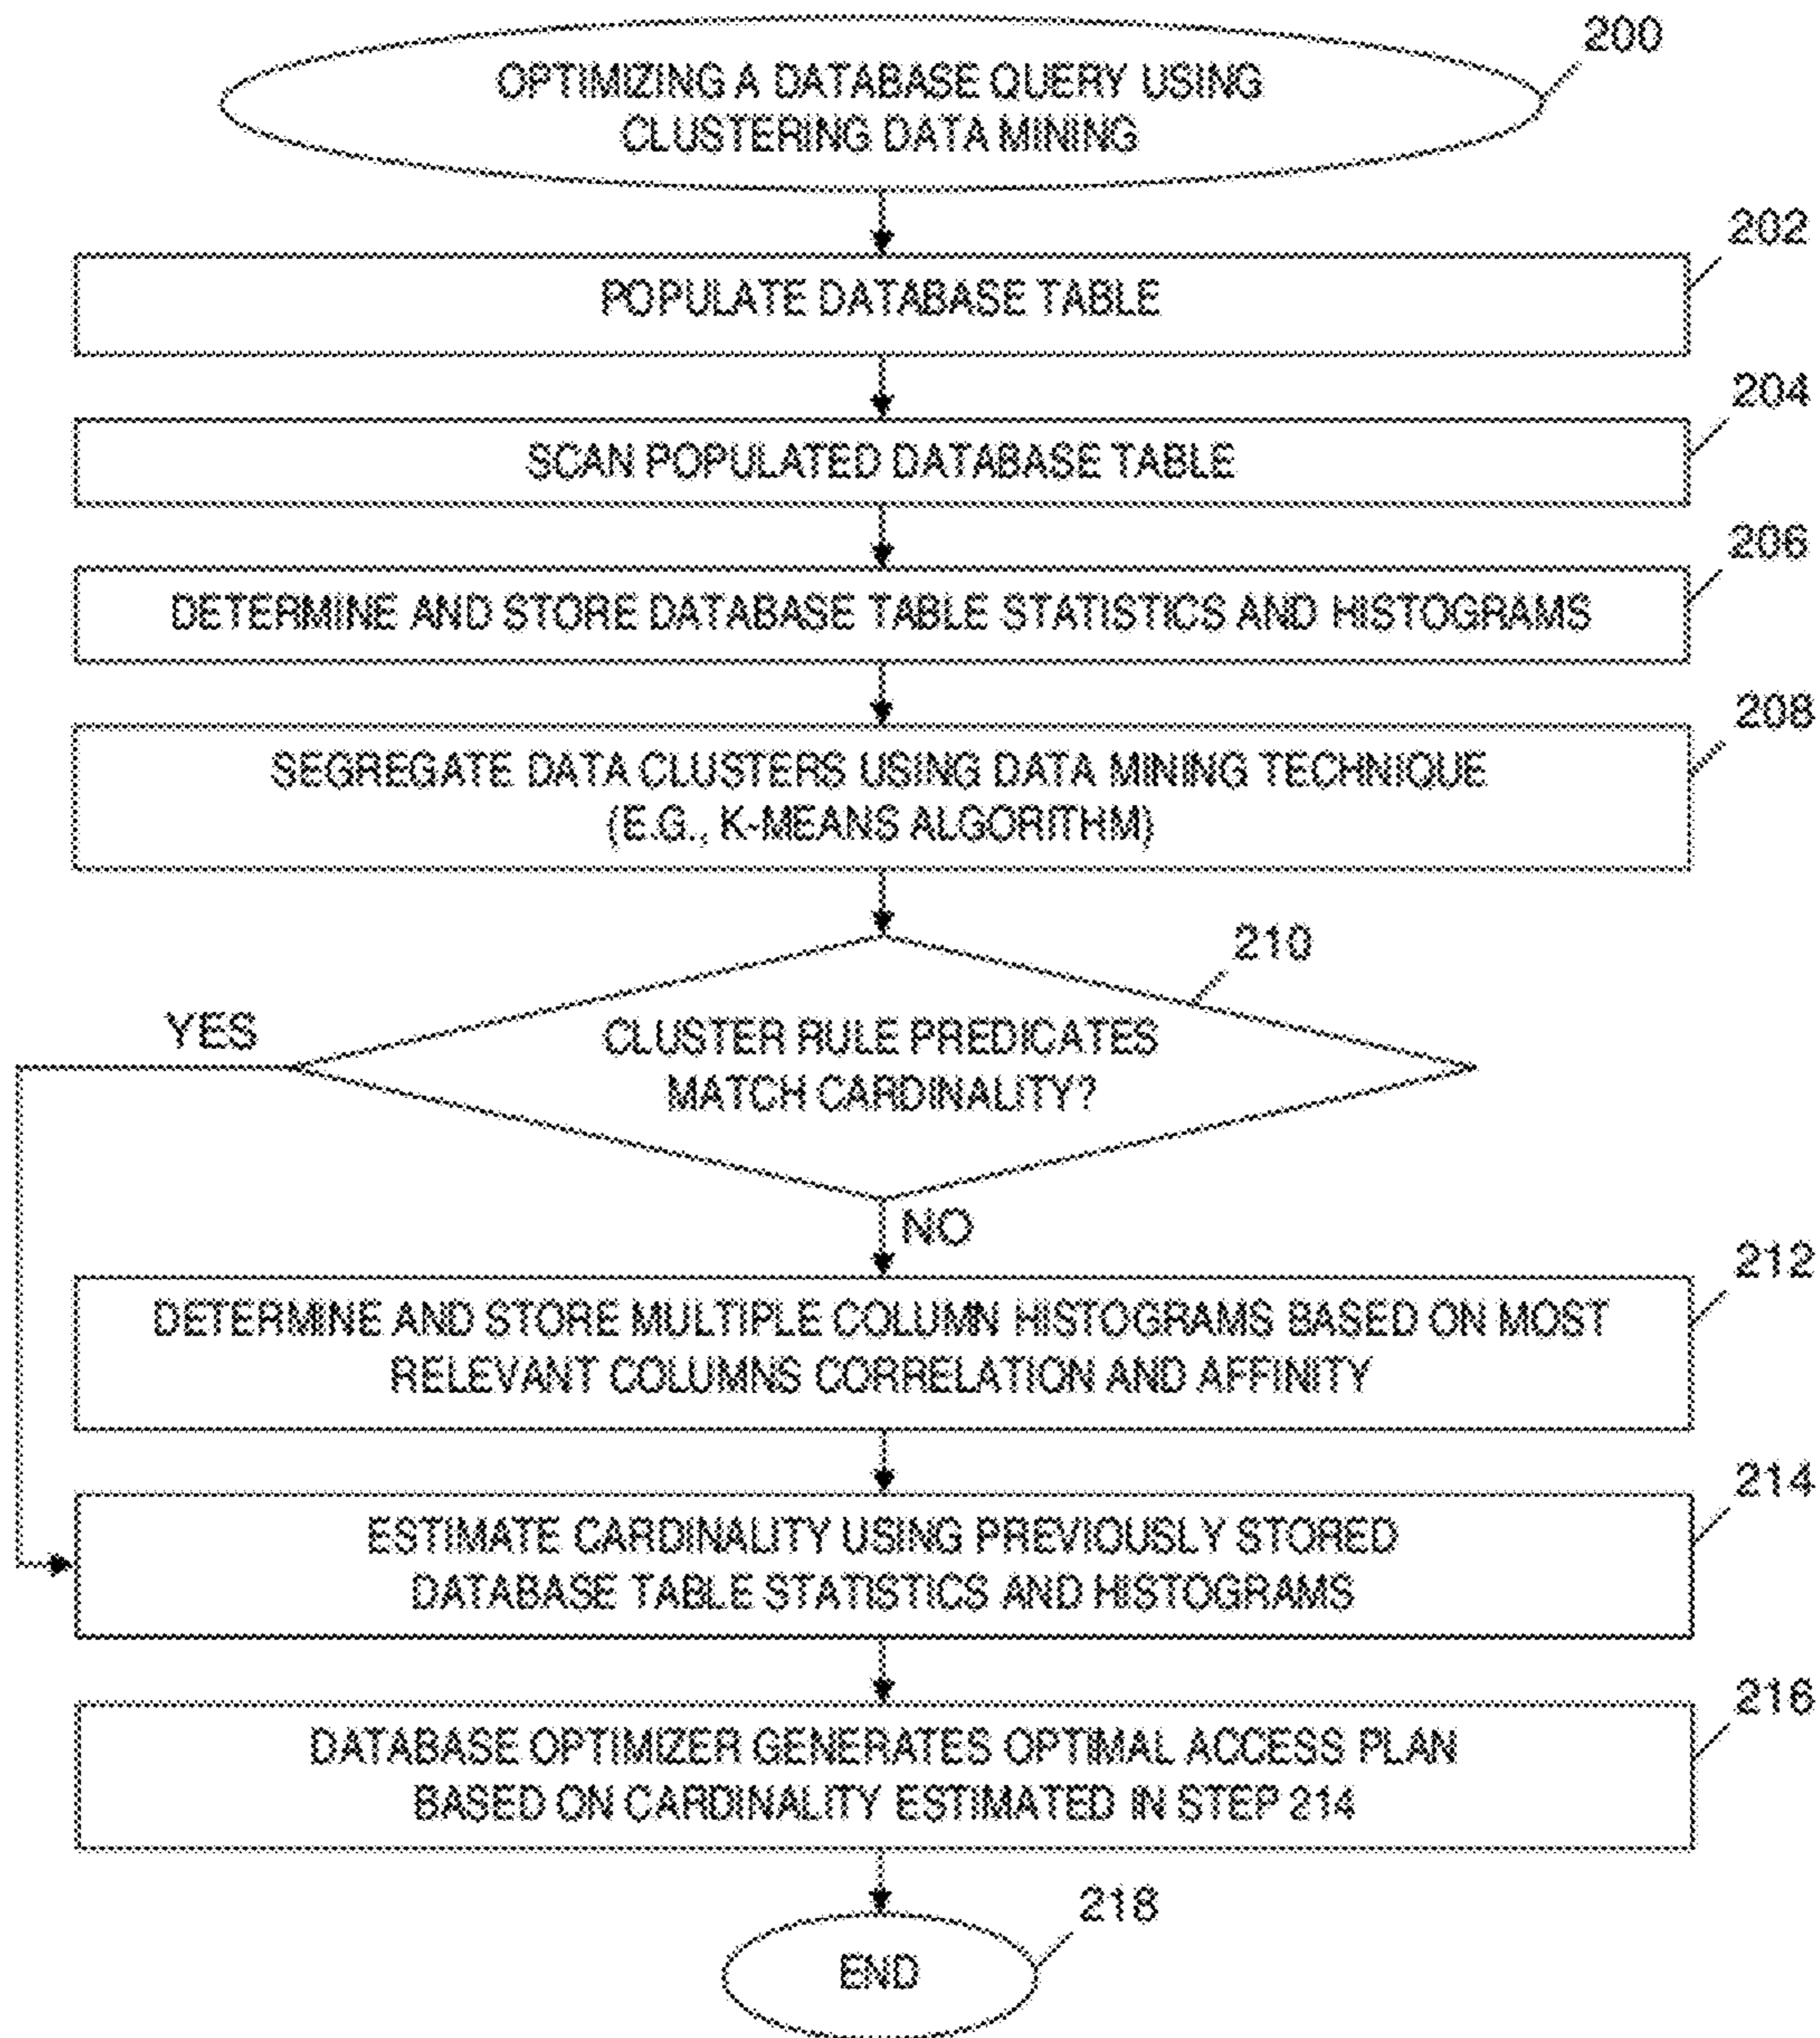 200
OPTIMIZING A DATABASE QUERY USING
CLUSTERING DATA MINING
202
POPULATE DATABASE TABLE
204
SCAN POPULATED DATABASE TABLE
206
DETERMINE AND STORE DATABASE TABLE STATISTICS AND HISTOGRAMS
208
SEGREGATE DATA CLUSTERS USING DATA MINING TECHNIQUE
(E.G., K-MEANS ALGORITHM)
210
YES
CLUSTER RULE PREDICATES
MATCH CARDINALITY?
NO
212
DETERMINE AND STORE MULTIPLE COLUMN HISTOGRAMS BASED ON MOST
RELEVANT COLUMNS CORRELATION AND AFFINITY
214
ESTIMATE CARDINALITY USING PREVIOUSLY STORED
DATABASE TABLE STATISTICS AND HISTOGRAMS
216
DATABASE OPTIMIZER GENERATES OPTIMAL ACCESS PLAN
BASED ON CARDINALITY ESTIMATED IN STEP 214
218
END